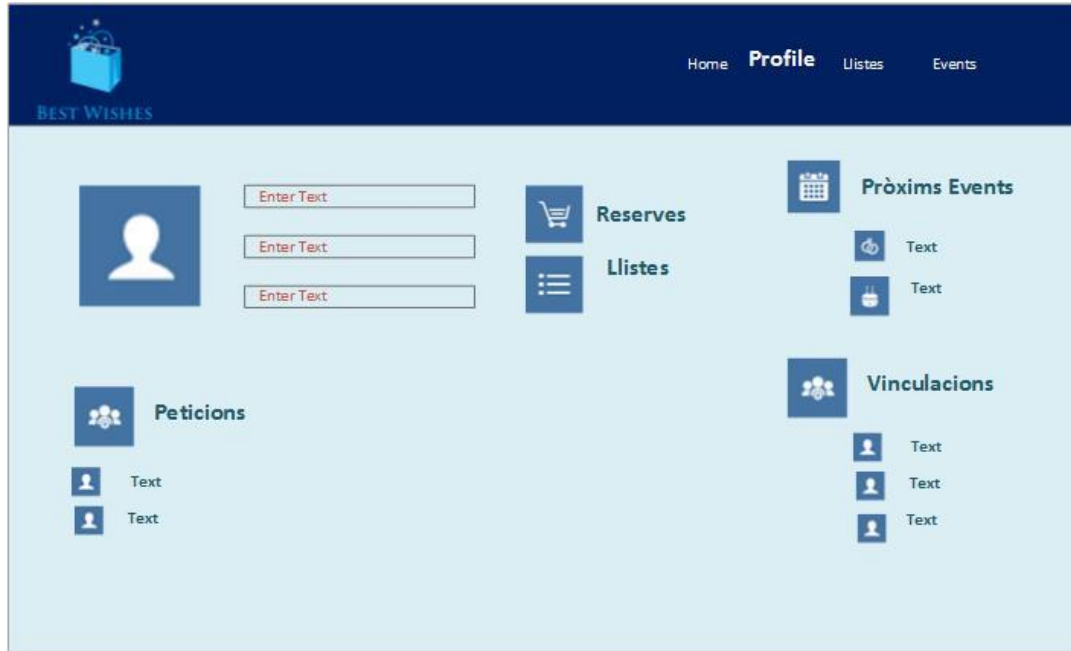 BEST WISHES
Home Profile Llistes Events
Enter Text
Enter Text
Enter Text
Reserves
Llistes
Pròxims Events
Text
Text
Peticions
Text
Text
Vinculacions
Text
Text
Text